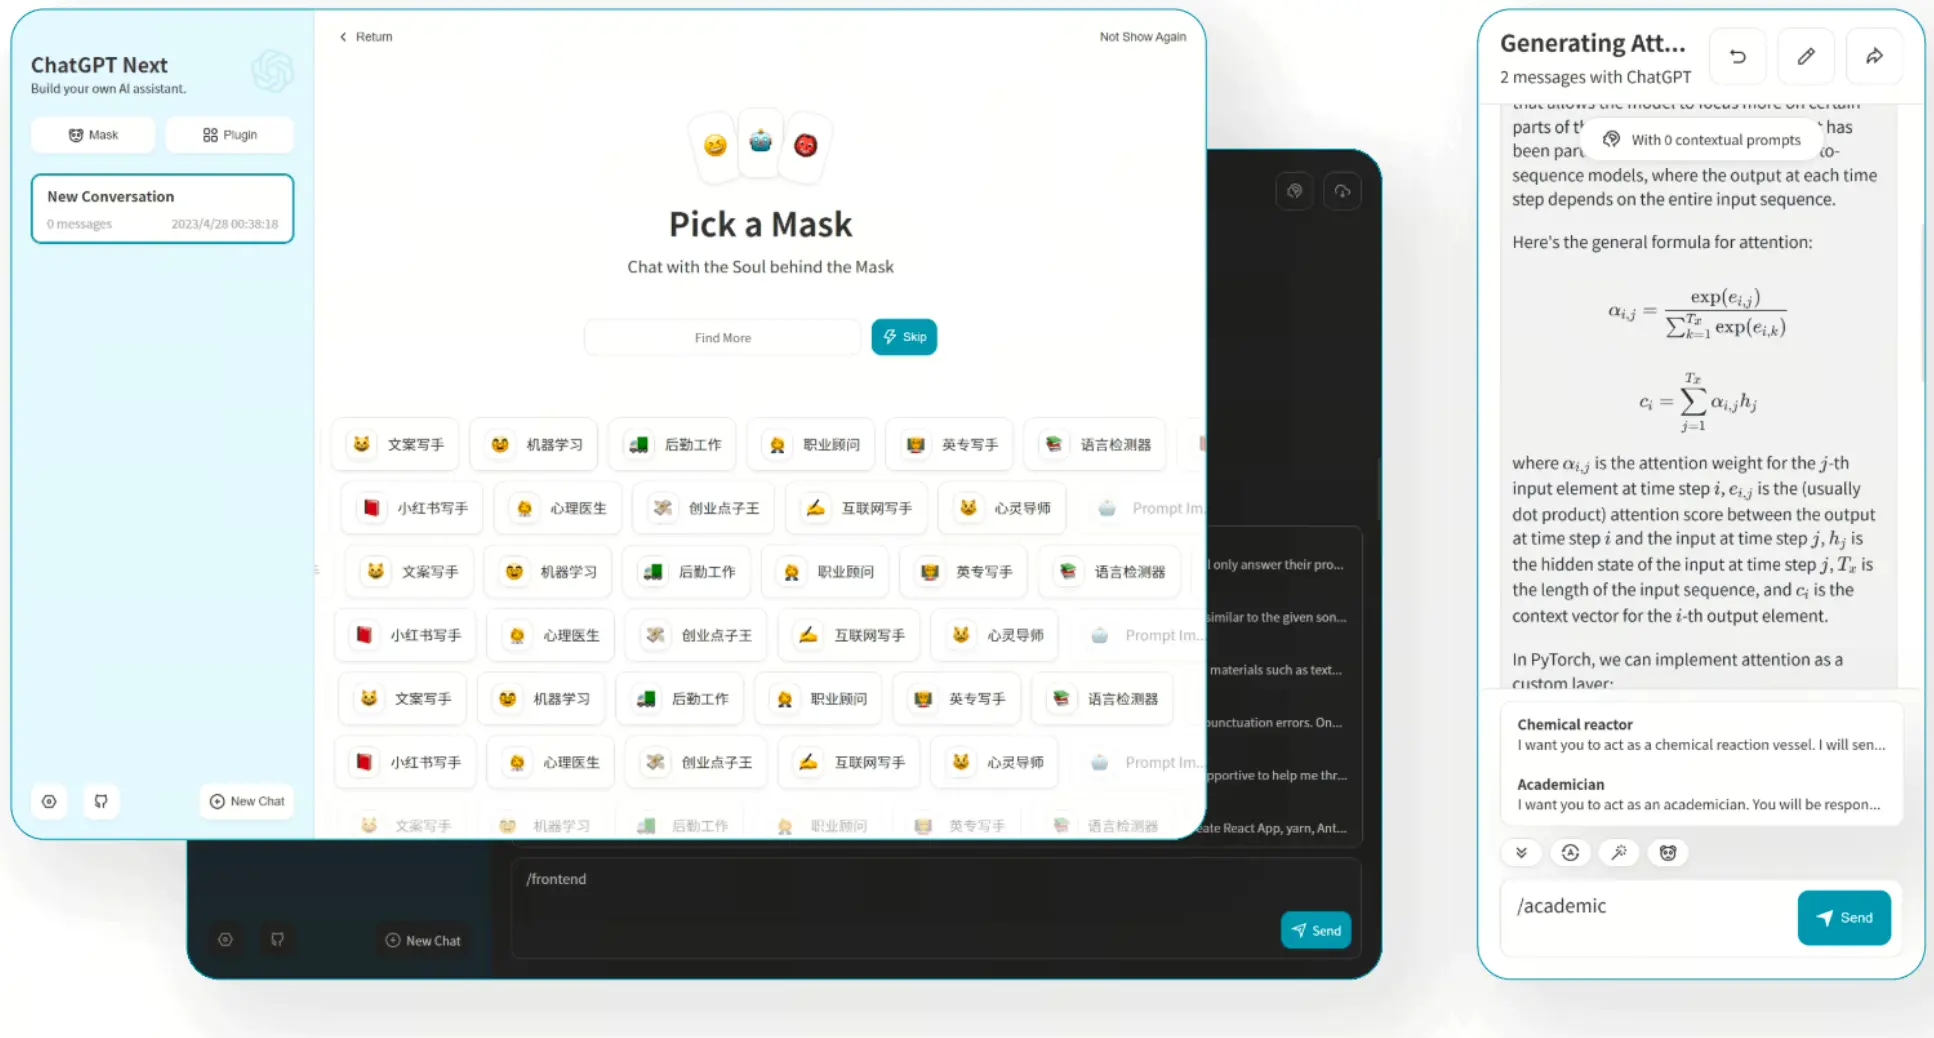 ChatGPT Next
Build your own AI assistant.
Mask
Plugin
New Conversation
0 messages 2023/4/28 00:38:18
New Chat
Return
Not Show Again
Pick a Mask
Chat with the Soul behind the Mask
Find More
Skip
文案写手 机器学习 后勤工作 职业顾问 英专写手 语言检测器
小红书写手 心理医生 创业点子王 互联网写手 心灵导师 Prompt Im...
文案写手 机器学习 后勤工作 职业顾问 英专写手 语言检测器
小红书写手 心理医生 创业点子王 互联网写手 心灵导师 Prompt Im...
文案写手 机器学习 后勤工作 职业顾问 英专写手 语言检测器
小红书写手 心理医生 创业点子王 互联网写手 心灵导师 Prompt Im...
文案写手 机器学习 后勤工作 职业顾问 英专写手 语言检测器
only answer their pro...
similar to the given son...
materials such as text...
punctuation errors. On...
to help me thr...
React App, yarn, Ant...
/frontend
New Chat
Send
Generating Att...
2 messages with ChatGPT
that allows the model to focus more on certain
parts of has
been
With 0 contextual prompts
sequence models, where the output at each time
step depends on the entire input sequence.
Here's the general formula for attention:
α_{i,j} = exp(e_{i,j}) / ∑_{k=1}^{T_x} exp(e_{i,k})
c_i = ∑_{j=1}^{T_x} α_{i,j} h_j
where α_{i,j} is the attention weight for the j-th
input element at time step i, e_{i,j} is the (usually
dot product) attention score between the output
at time step i and the input at time step j, h_j is
the hidden state of the input at time step j, T_x is
the length of the input sequence, and c_i is the
context vector for the i-th output element.
In PyTorch, we can implement attention as a
custom layer:
Chemical reactor
I want you to act as a chemical reaction vessel. I will sen...
Academician
I want you to act as an academician. You will be respon...
/academic
Send